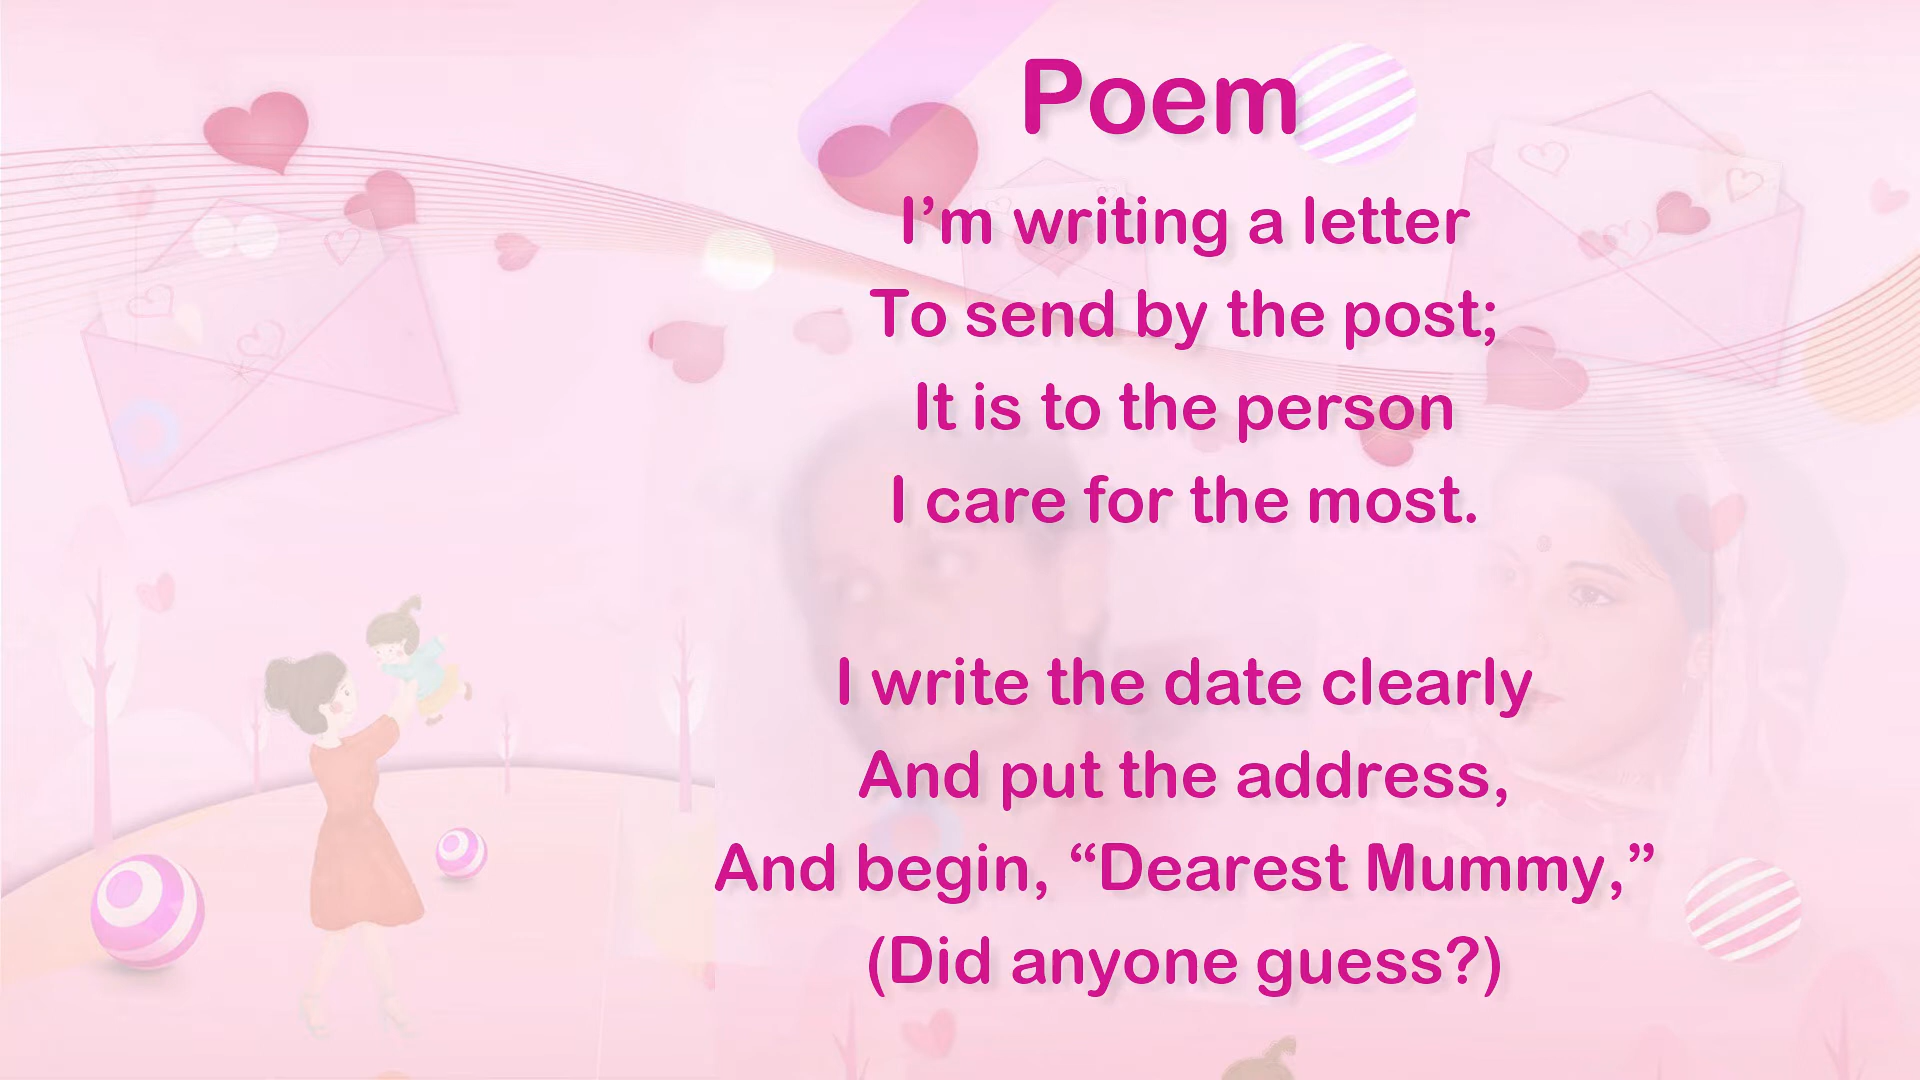 Poem
I’m writing a letter
To send by the post;
It is to the person
I care for the most.
I write the date clearly
And put the address,
And begin, “Dearest Mummy,”
(Did anyone guess?)